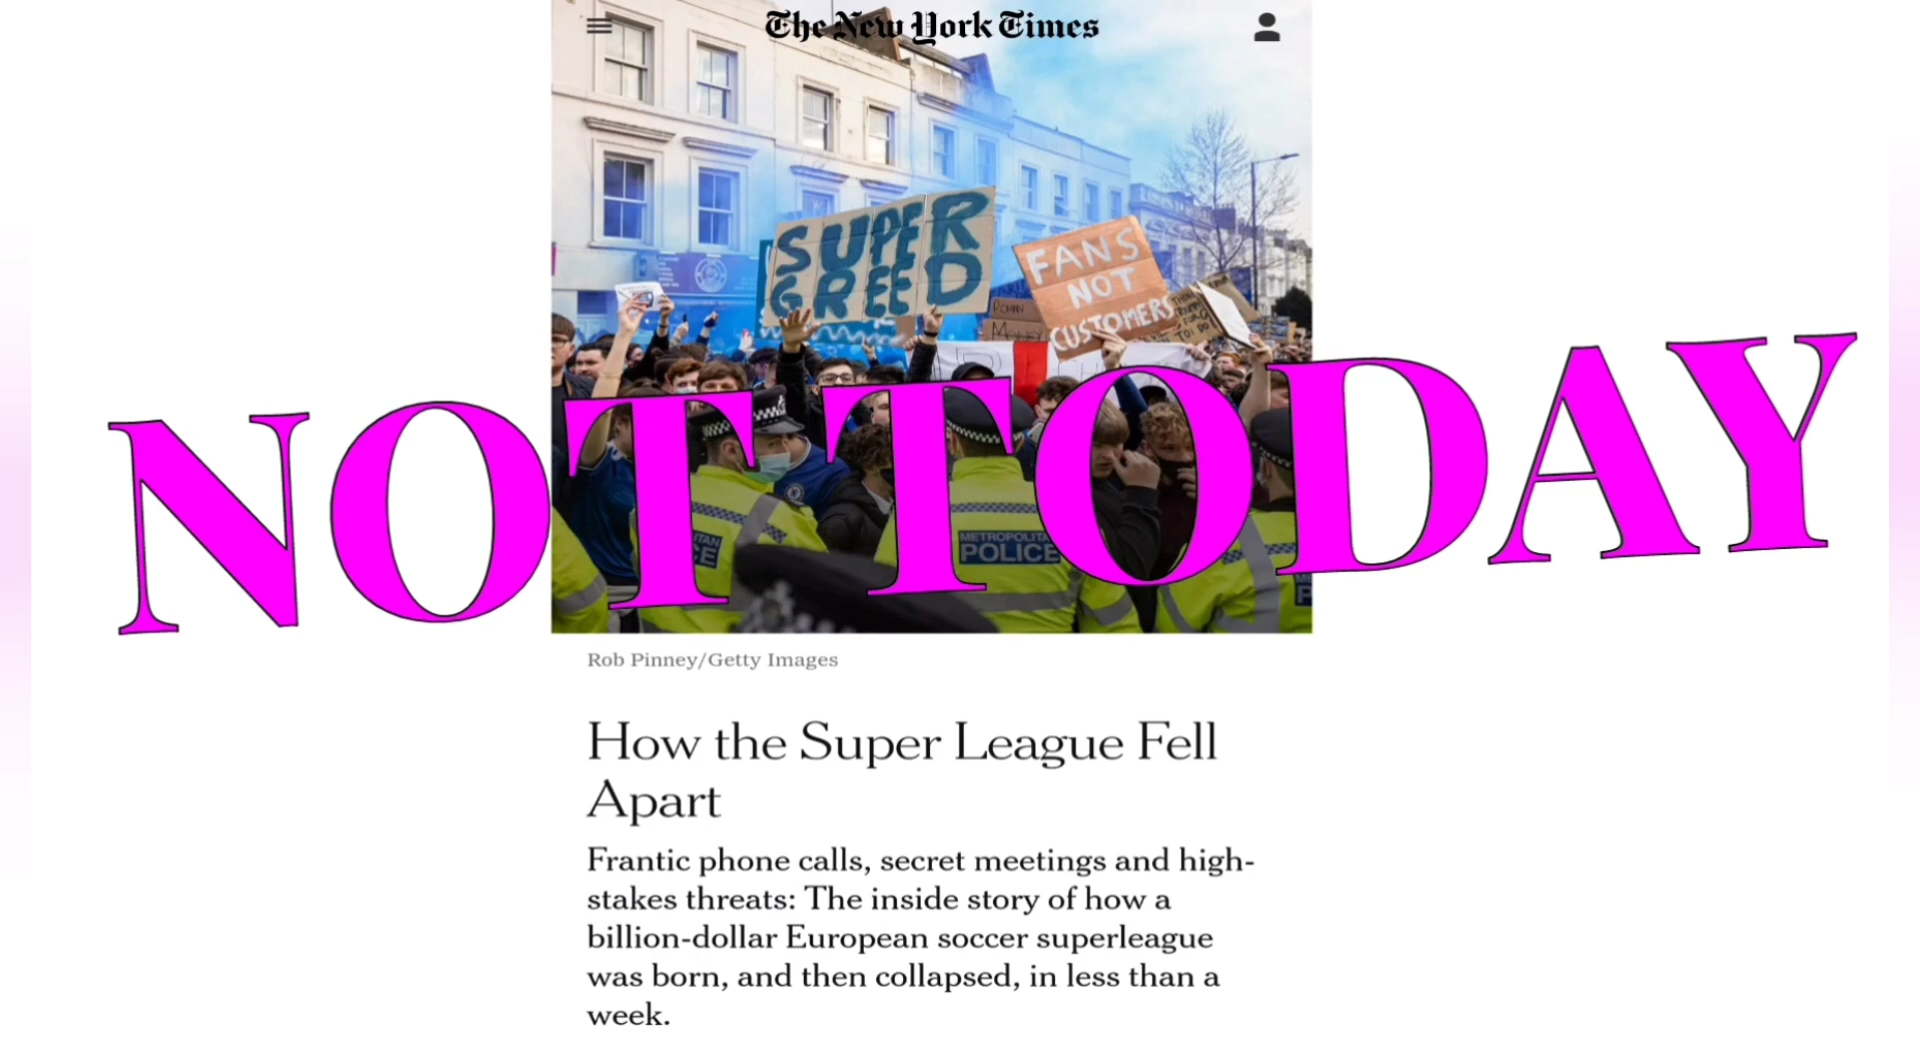 The New York Times
SUPER
GREED
FANS
NOT
CUSTOMERS
ROMAN
NOT TODAY
METROPOLITA
POLICE
Rob Pinney/Getty Images
How the Super League Fell
Apart
Frantic phone calls, secret meetings and high-
stakes threats: The inside story of how a
billion-dollar European soccer superleague
was born, and then collapsed, in less than a
week.